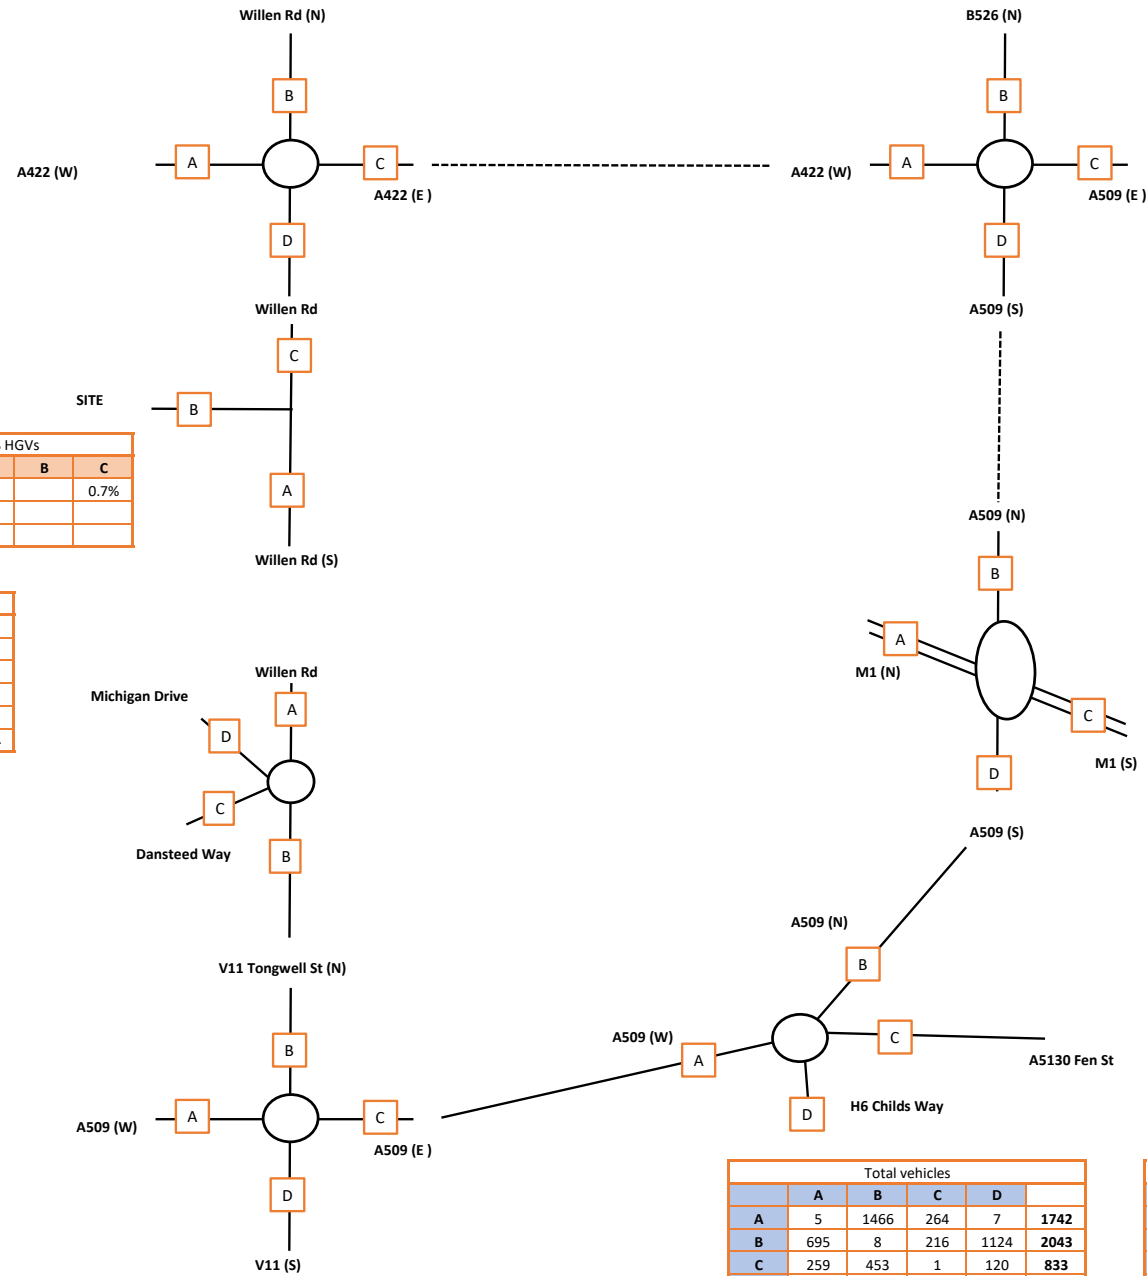 Willen Rd (N)
B526 (N)
B
B
A
C
A
C
A422 (W)
A422 (E )
A422 (W)
A509 (E )
D
D
Willen Rd
A509 (S)
C
SITE
B
HGVs
B C
0.7%
A
Willen Rd (S)
A509 (N)
B
A
M1 (N)
C
M1 (S)
D
A509 (S)
Willen Rd
Michigan Drive
A
D
C
Dansteed Way
B
V11 Tongwell St (N)
A509 (N)
B
B
A509 (W)
A
C
A5130 Fen St
D
H6 Childs Way
A
C
A509 (W)
A509 (E )
D
V11 (S)
Total vehicles
A B C D
A 5 1466 264 7 1742
B 695 8 216 1124 2043
C 259 453 1 120 833